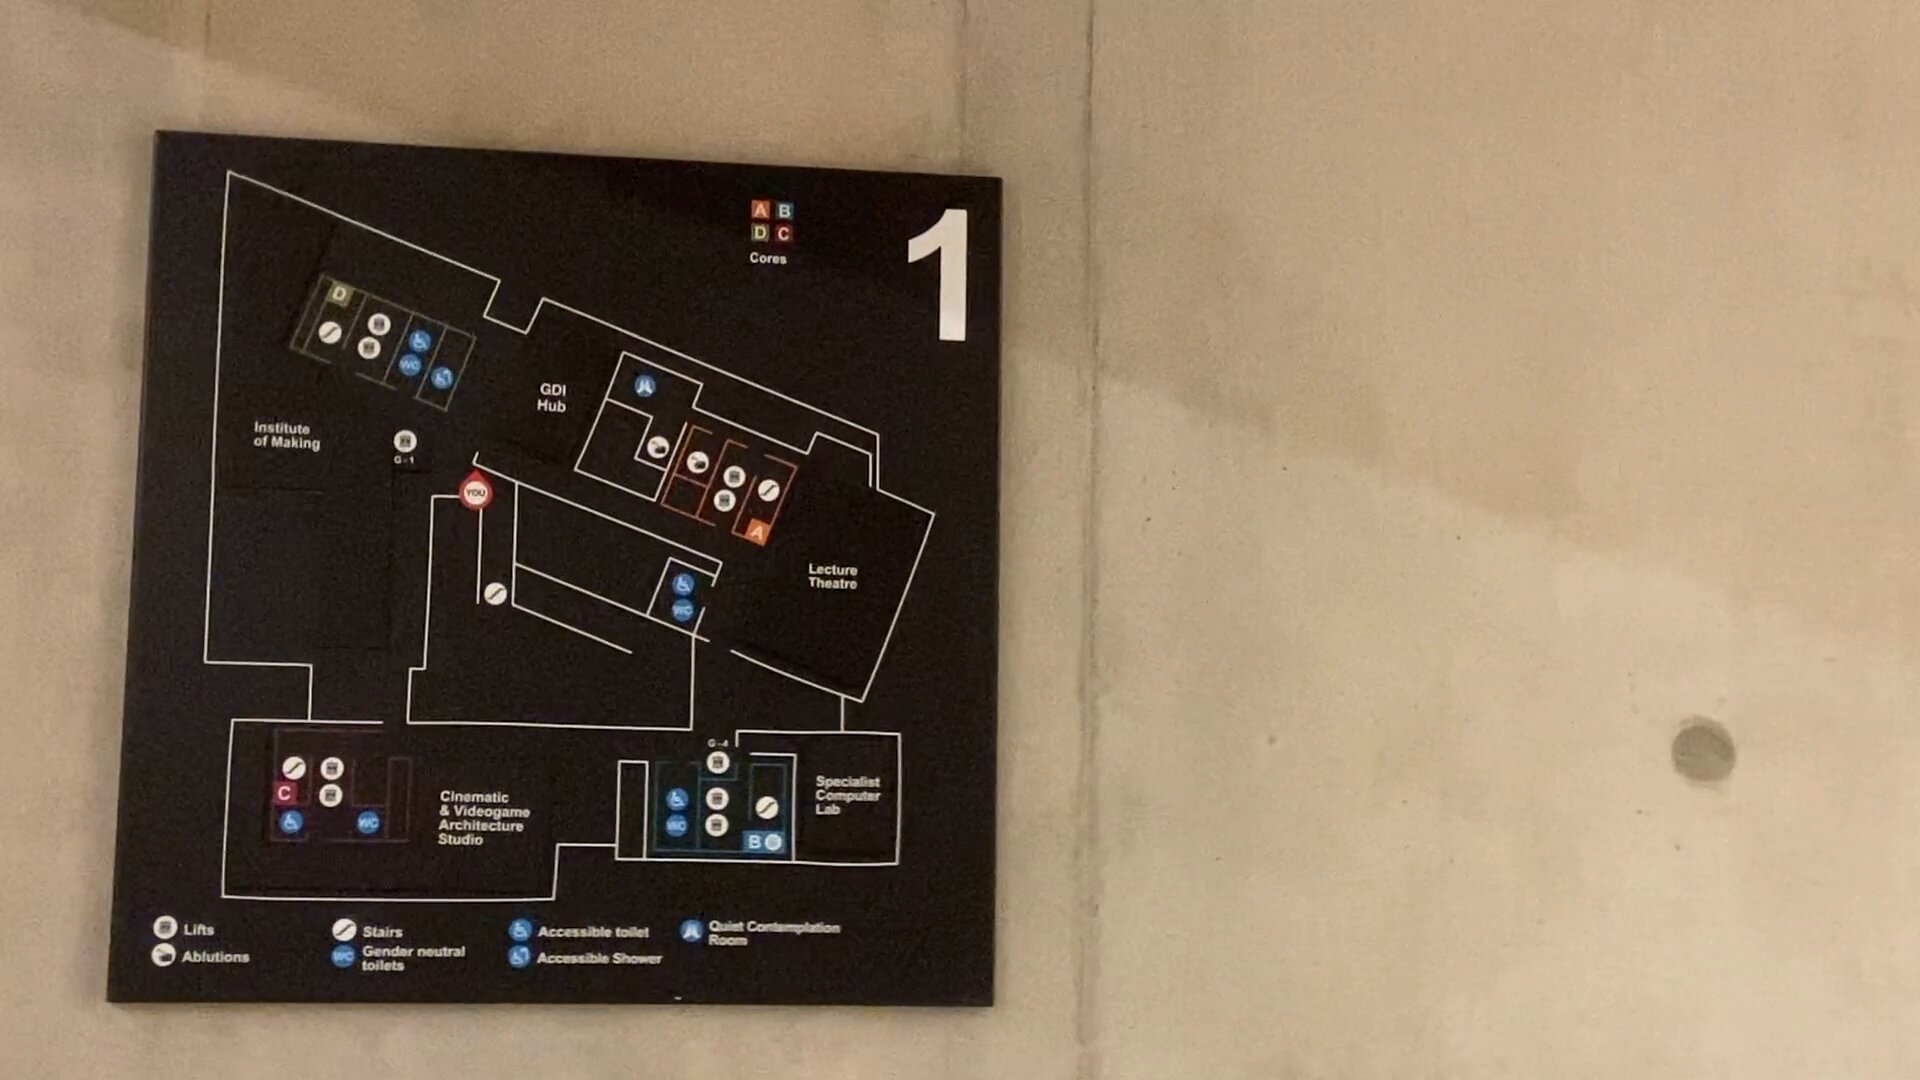 A B
D C
Cores
1
D
WC
GDI
Hub
Institute
of Making
G-1
YOU
A
Lecture
Theatre
WC
G-4
C
WC
Cinematic
& Videogame
Architecture
Studio
WC
B
Specialist
Computer
Lab
Lifts
Ablutions
Stairs
WC
Gender neutral
toilets
Accessible toilet
Accessible Shower
Quiet Contemplation
Room